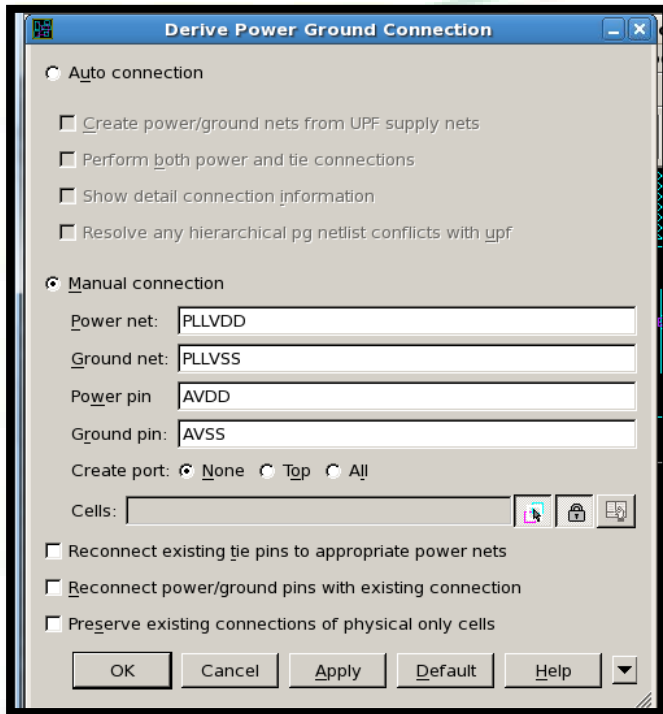 Derive Power Ground Connection
Auto connection
Create power/ground nets from UPF supply nets
Perform both power and tie connections
Show detail connection information
Resolve any hierarchical pg netlist conflicts with upf
Manual connection
Power net: PLLVDD
Ground net: PLLVSS
Power pin AVDD
Ground pin: AVSS
Create port: None Top All
Cells:
Reconnect existing tie pins to appropriate power nets
Reconnect power/ground pins with existing connection
Preserve existing connections of physical only cells
OK Cancel Apply Default Help